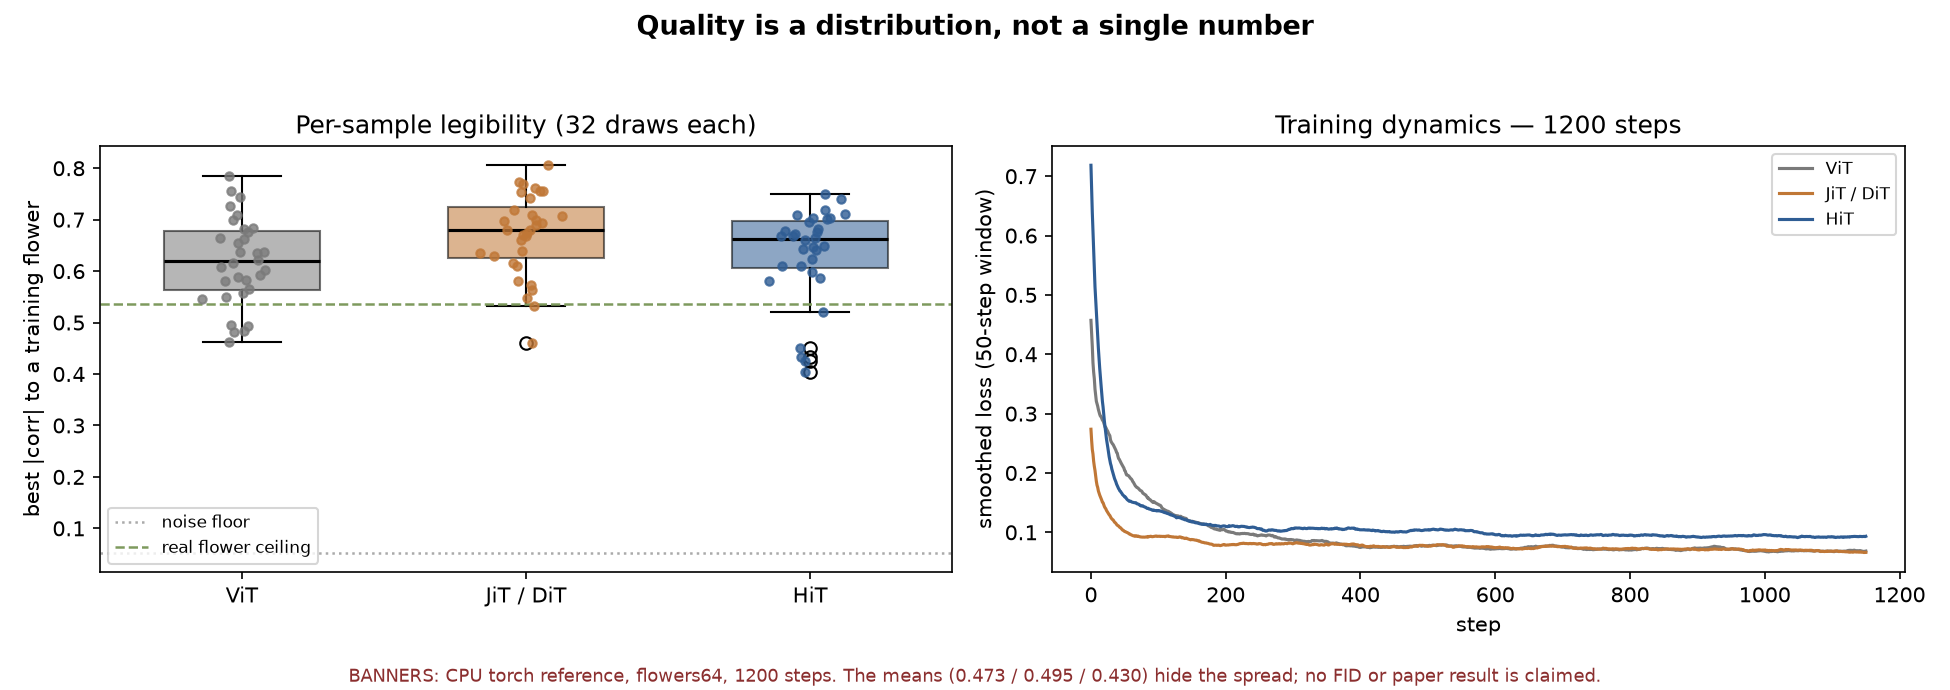 Quality is a distribution, not a single number
Per-sample legibility (32 draws each)
best |corr| to a training flower
0.8
0.7
0.6
0.5
0.4
0.3
0.2
0.1
noise floor
real flower ceiling
ViT
JiT / DiT
HiT
Training dynamics — 1200 steps
smoothed loss (50-step window)
0.7
0.6
0.5
0.4
0.3
0.2
0.1
ViT
JiT / DiT
HiT
0
200
400
600
800
1000
1200
step
BANNERS: CPU torch reference, flowers64, 1200 steps. The means (0.473 / 0.495 / 0.430) hide the spread; no FID or paper result is claimed.